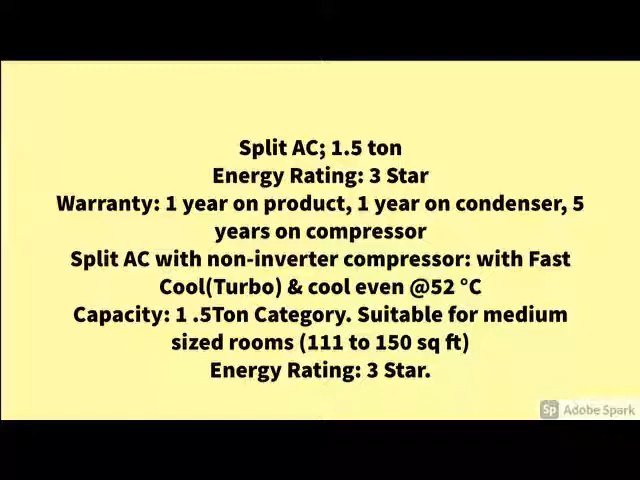 Split AC; 1.5 ton
Energy Rating: 3 Star
Warranty: 1 year on product, 1 year on condenser, 5
years on compressor
Split AC with non-inverter compressor: with Fast
Cool(Turbo) & cool even @52 °C
Capacity: 1 .5Ton Category. Suitable for medium
sized rooms (111 to 150 sq ft)
Energy Rating: 3 Star.
Sp Adobe Spark